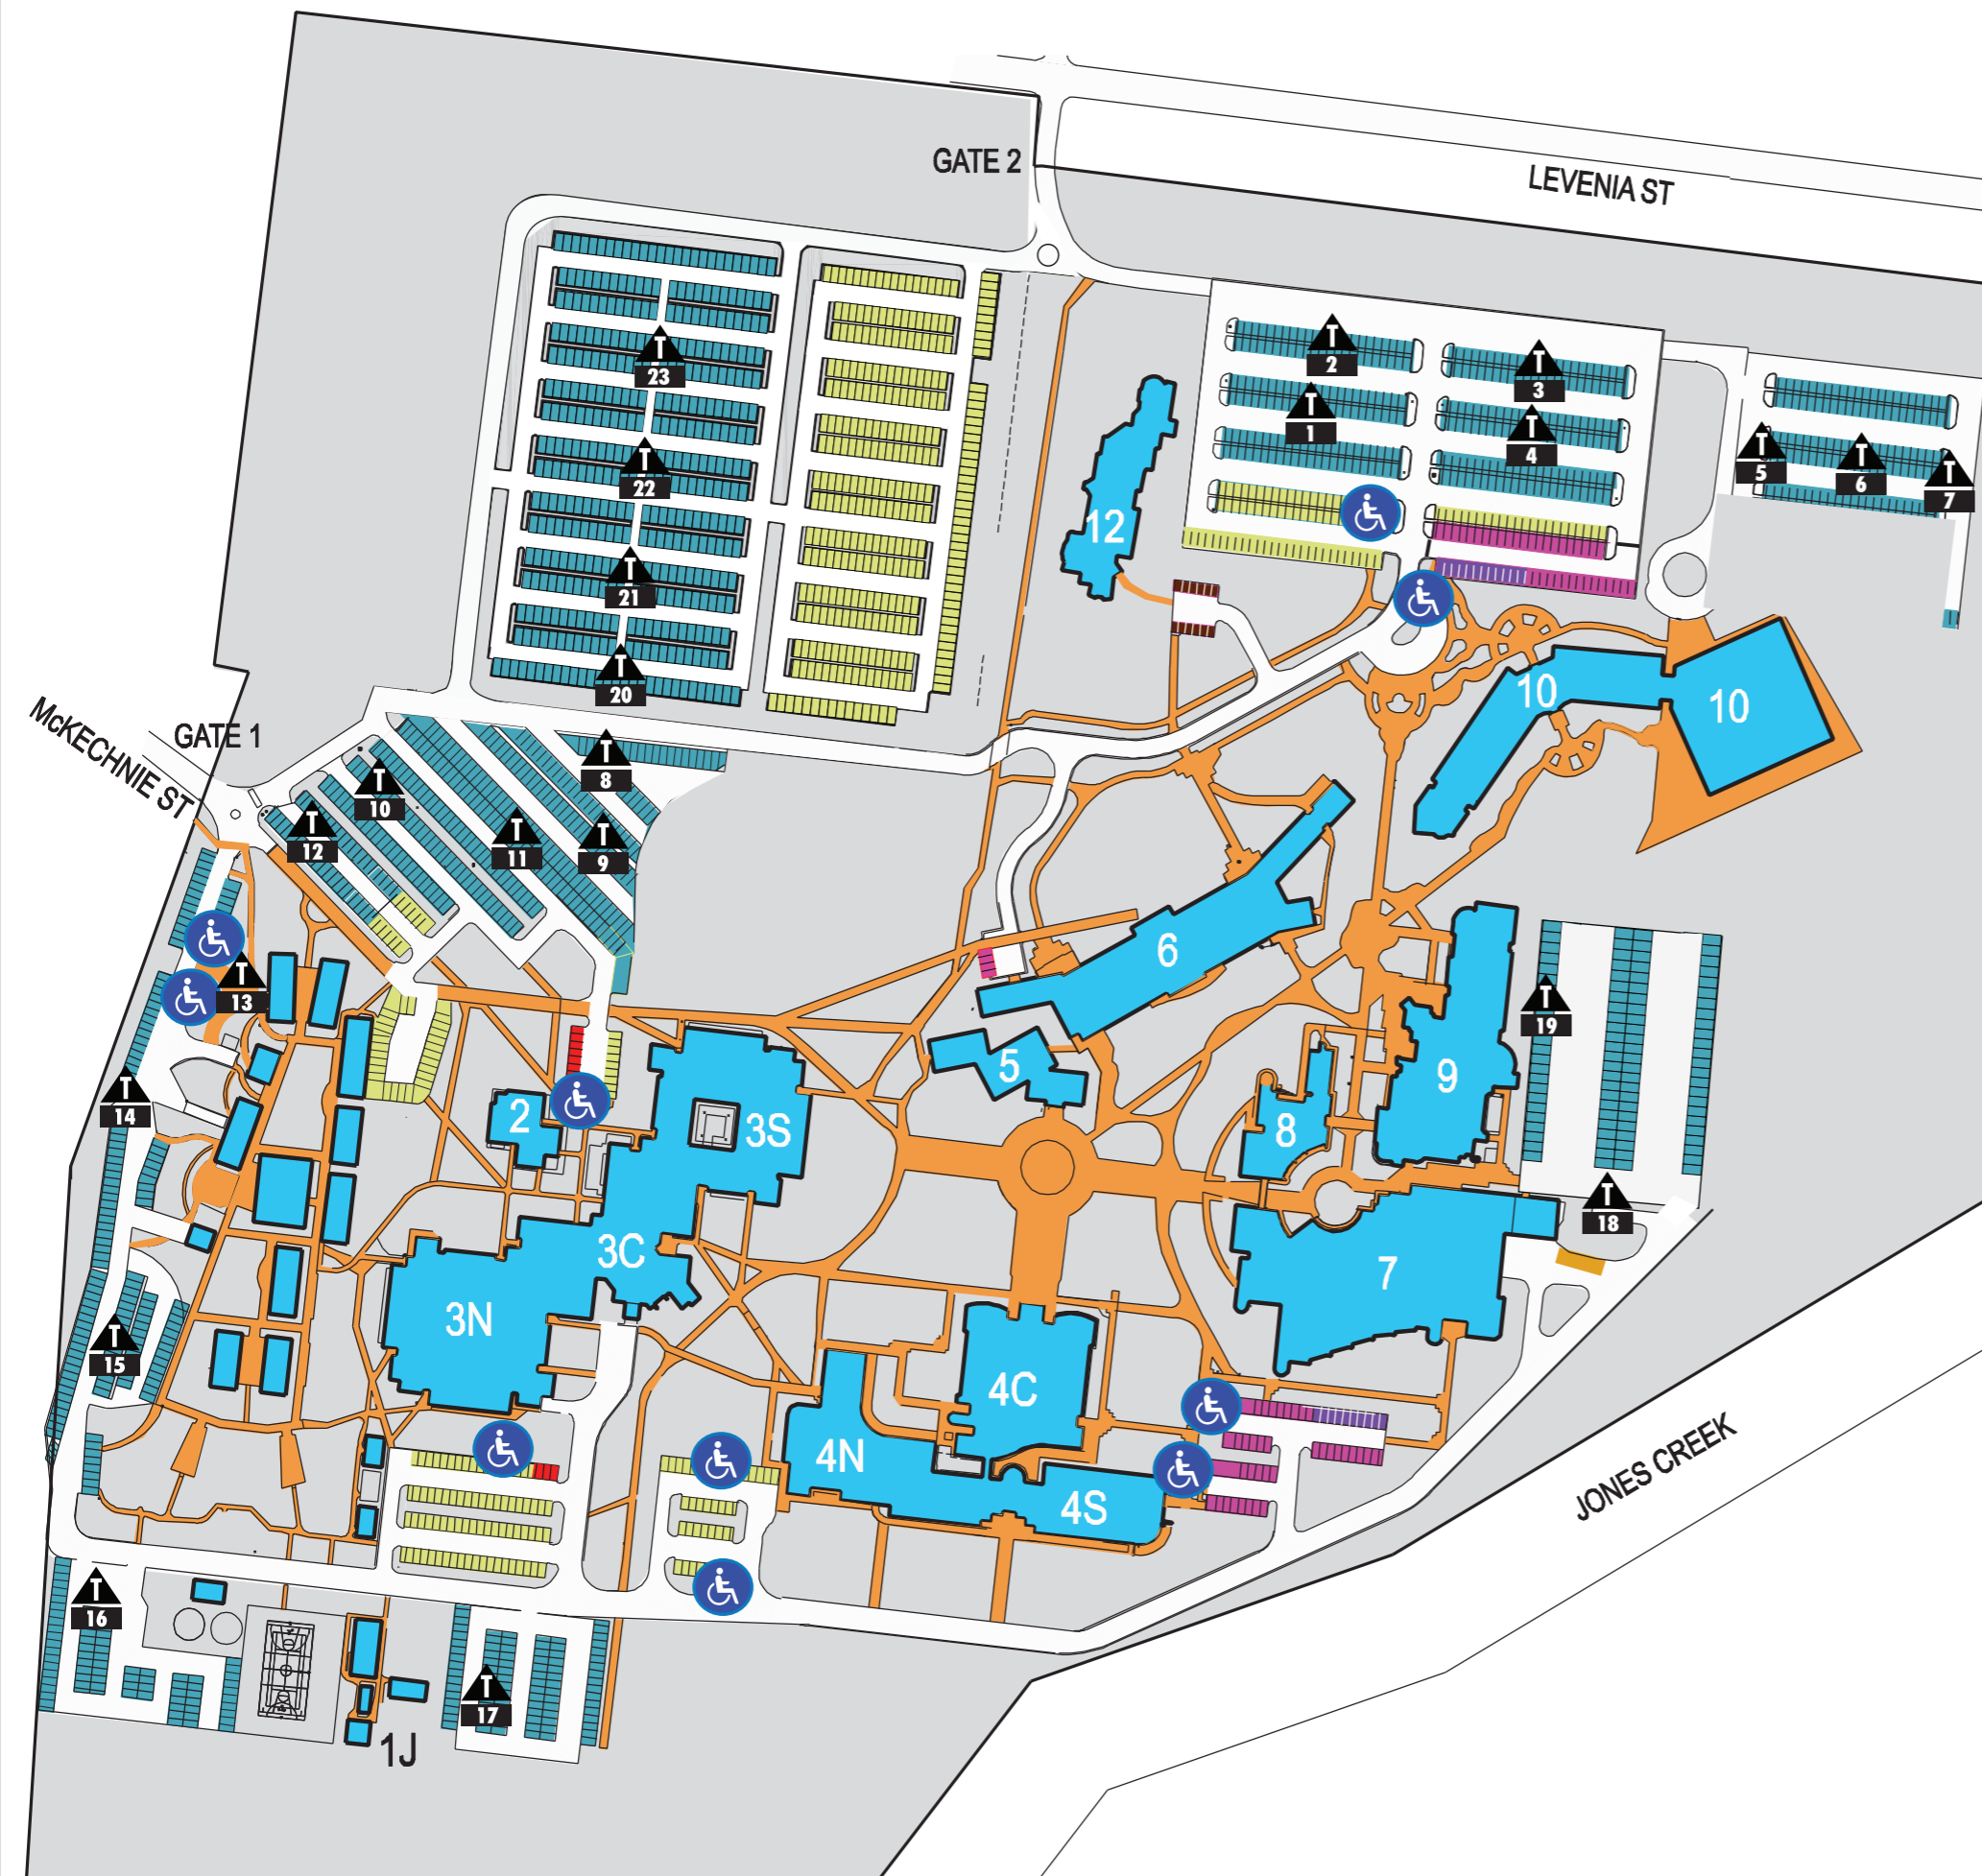 GATE 2
LEVENIA ST
T
2
T
3
T
23
T
1
T
4
T
5
T
6
T
7
T
22
12
T
21
T
20
10
10
McKECHNIE ST
GATE 1
T
8
T
10
T
12
T
11
T
9
6
T
13
T
19
5
9
T
14
2
3S
8
T
18
3C
7
3N
T
15
4C
4N
4S
JONES CREEK
T
16
T
17
1J